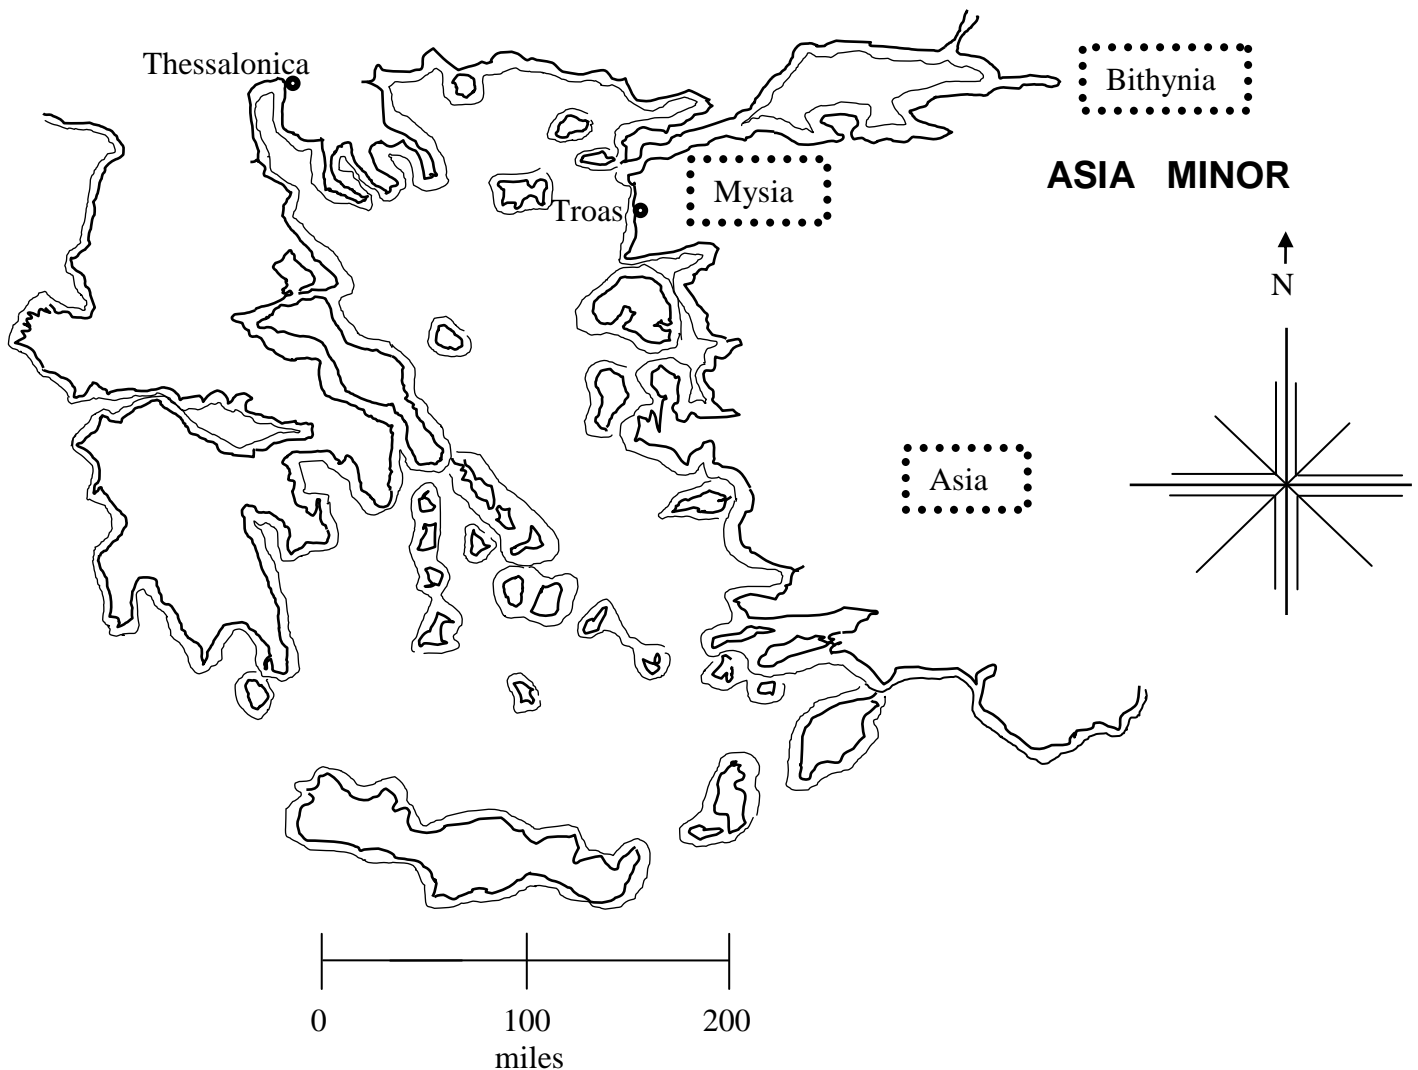 Thessalonica
Bithynia
ASIA MINOR
Mysia
Troas
N
Asia
0 100 200
miles